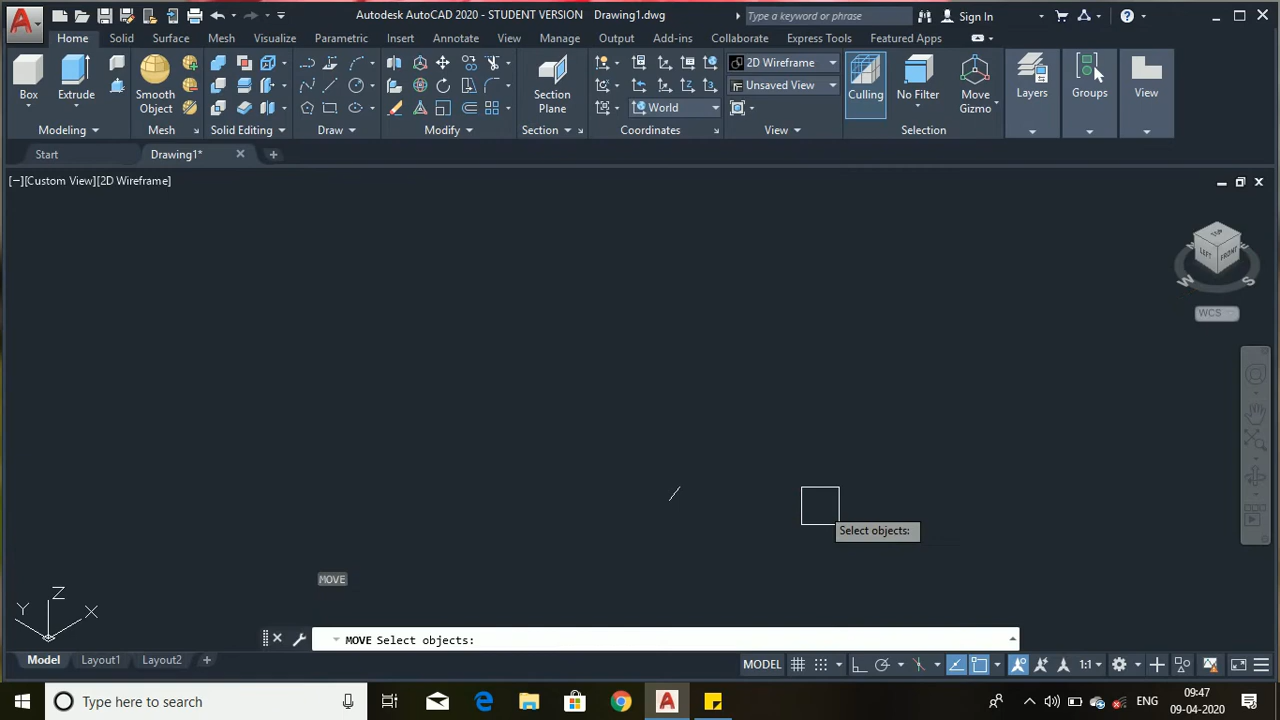 Autodesk AutoCAD 2020 - STUDENT VERSION Drawing1.dwg
Type a keyword or phrase
Sign In
Home Solid Surface Mesh Visualize Parametric Insert Annotate View Manage Output Add-ins Collaborate Express Tools Featured Apps
Box
Extrude
Smooth
Object
Section
Plane
World
2D Wireframe
Unsaved View
Culling
No Filter
Move
Gizmo
Layers
Groups
View
Modeling Mesh Solid Editing Draw Modify Section Coordinates View Selection
Start Drawing1*
[−][Custom View][2D Wireframe]
TOP
LEFT
FRONT
W
S
WCS
Select objects:
MOVE
Z
Y
X
MOVE Select objects:
Model Layout1 Layout2
MODEL
1:1
Type here to search
ENG
09:47
09-04-2020